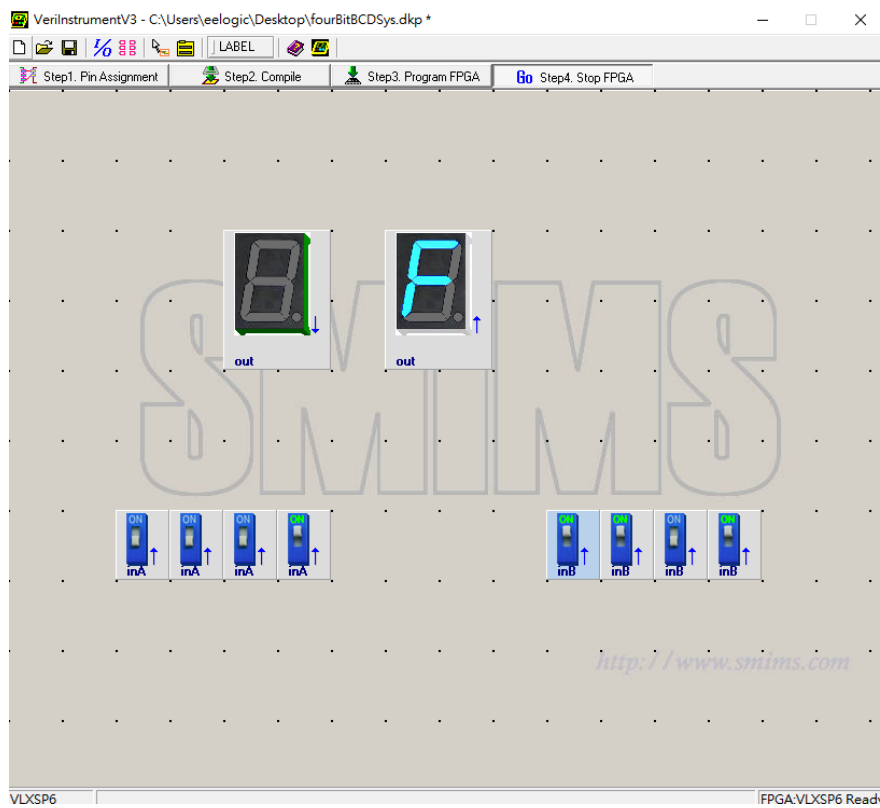 VeriInstrumentV3 - C:\Users\eelogic\Desktop\fourBitBCDSys.dkp *
I/O LABEL
Step1. Pin Assignment Step2. Compile Step3. Program FPGA Go Step4. Stop FPGA
F
out out
SMIMS
ON ON ON ON ON ON ON ON
inA inA inA inA inB inB inB inB
http://www.smims.com
VLXSP6 FPGA:VLXSP6 Ready